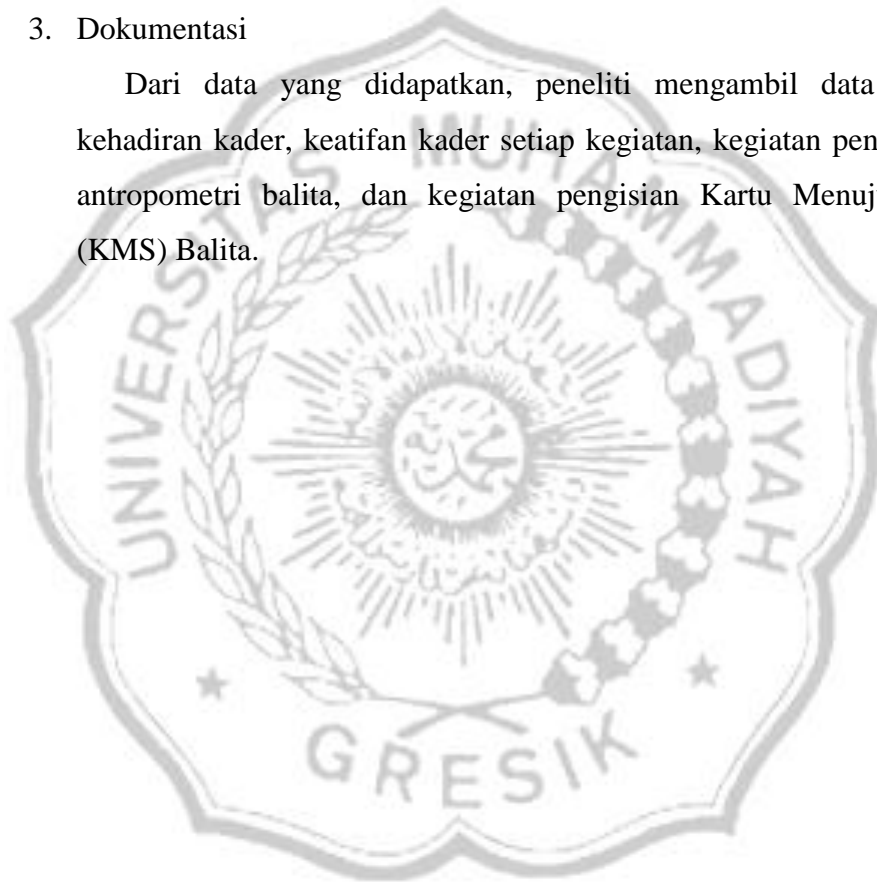 3. Dokumentasi
Dari data yang didapatkan, peneliti mengambil data
kehadiran kader, keatifan kader setiap kegiatan, kegiatan pen
antropometri balita, dan kegiatan pengisian Kartu Menuj
(KMS) Balita.
UNIVERSITAS MUHAMMADIYAH
GRESIK